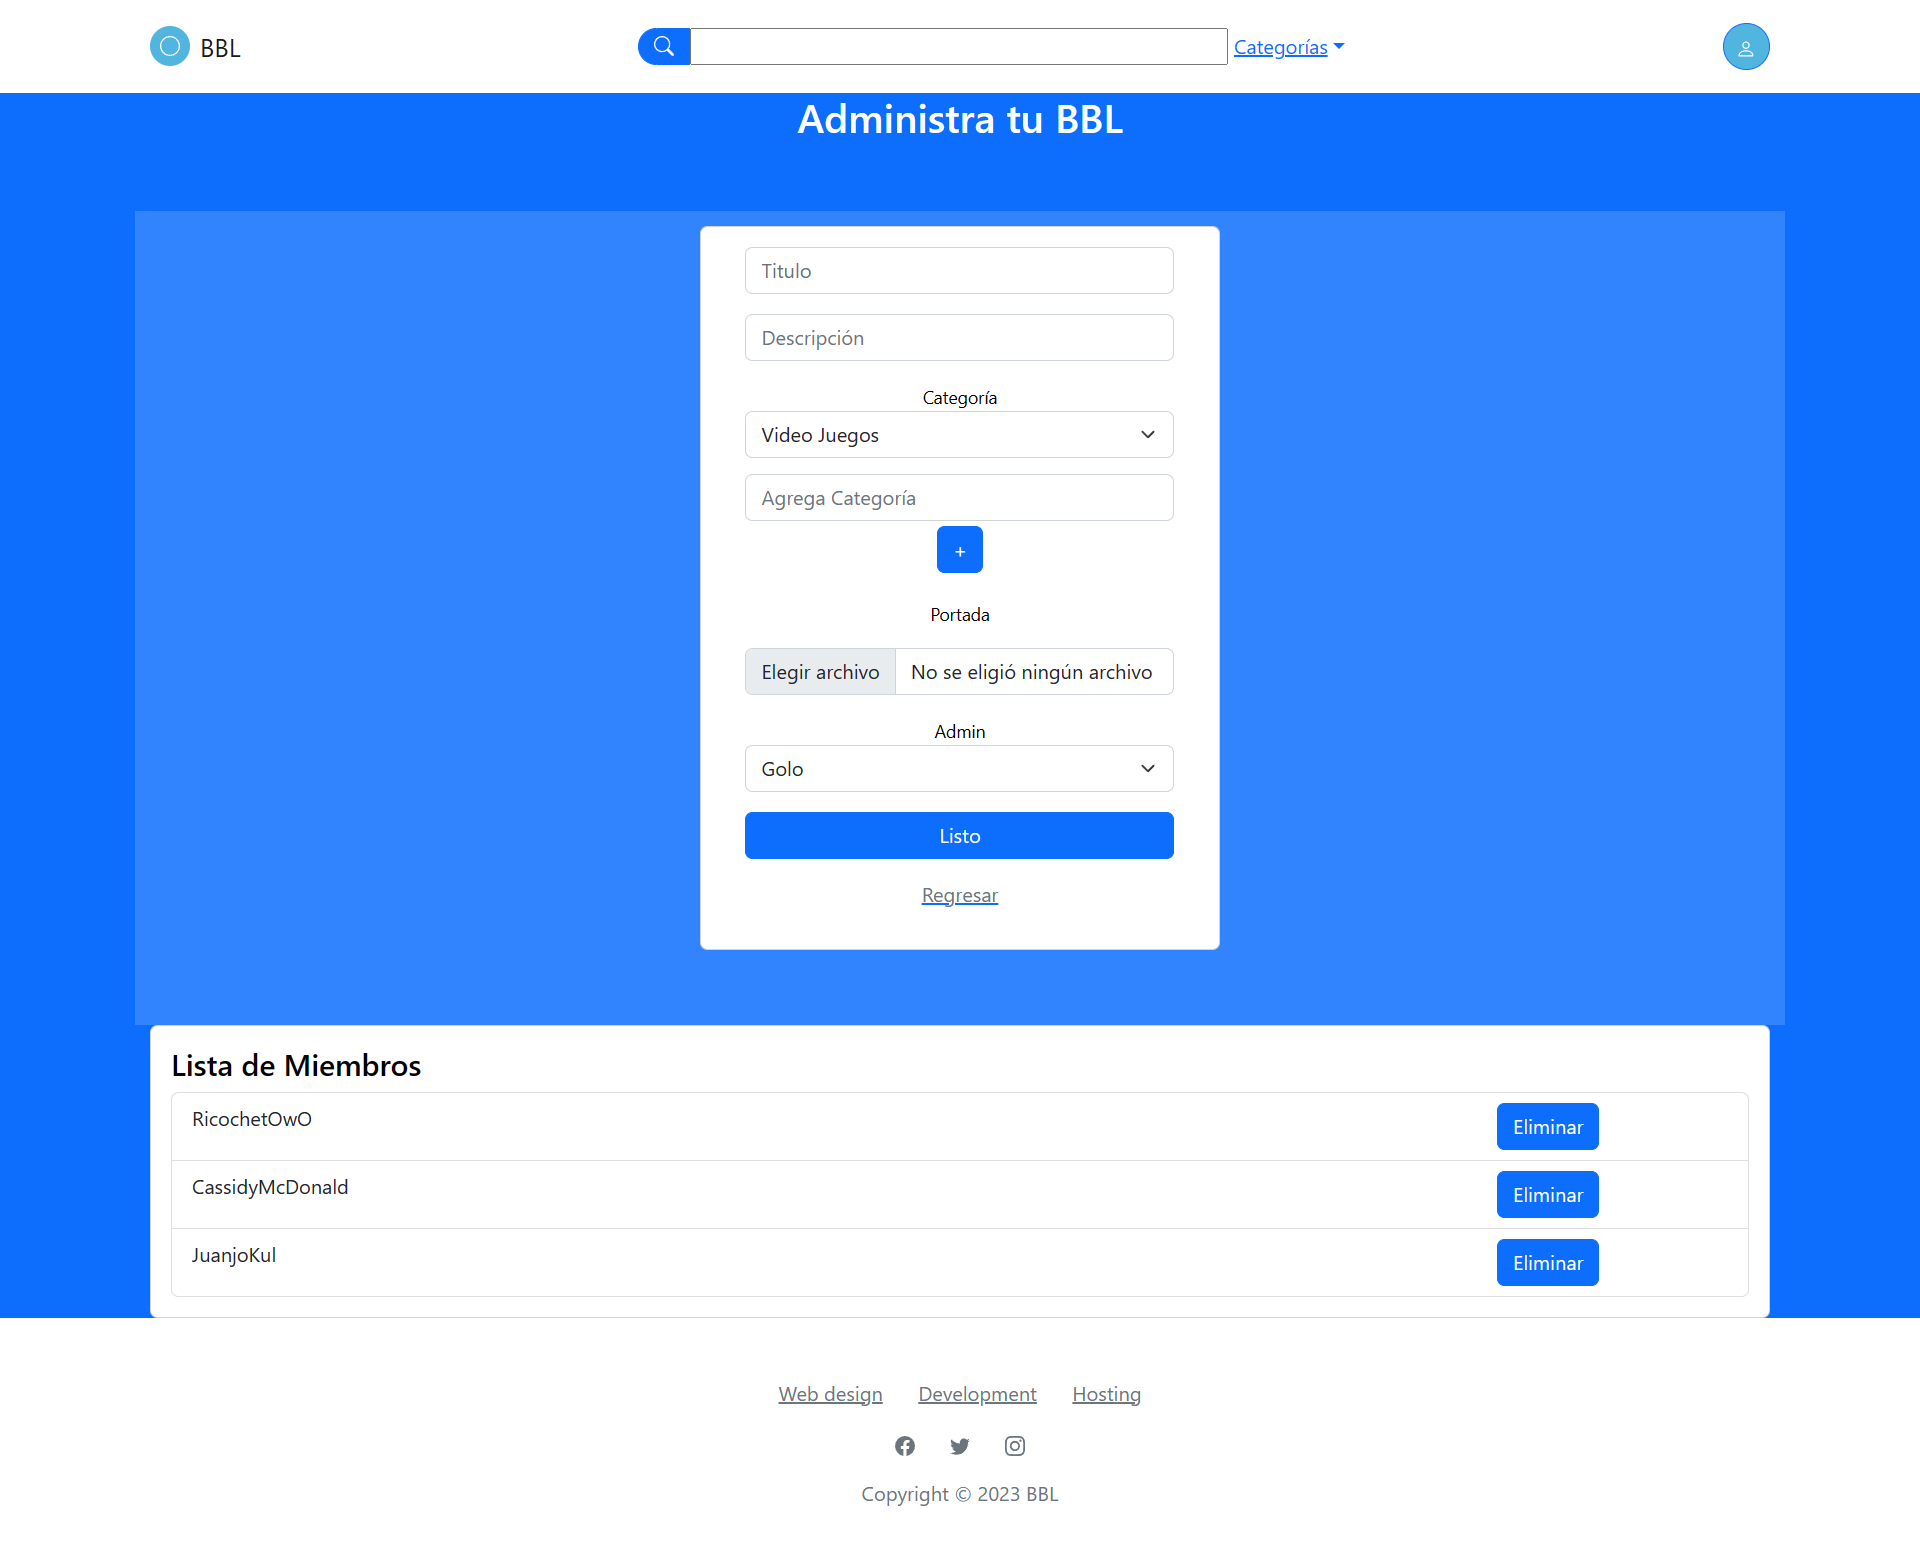 BBL
Categorías
Administra tu BBL
Titulo
Descripción
Categoría
Video Juegos
Agrega Categoría
+
Portada
Elegir archivo No se eligió ningún archivo
Admin
Golo
Listo
Regresar
Lista de Miembros
RicochetOwO Eliminar
CassidyMcDonald Eliminar
JuanjoKul Eliminar
Web design Development Hosting
Copyright © 2023 BBL